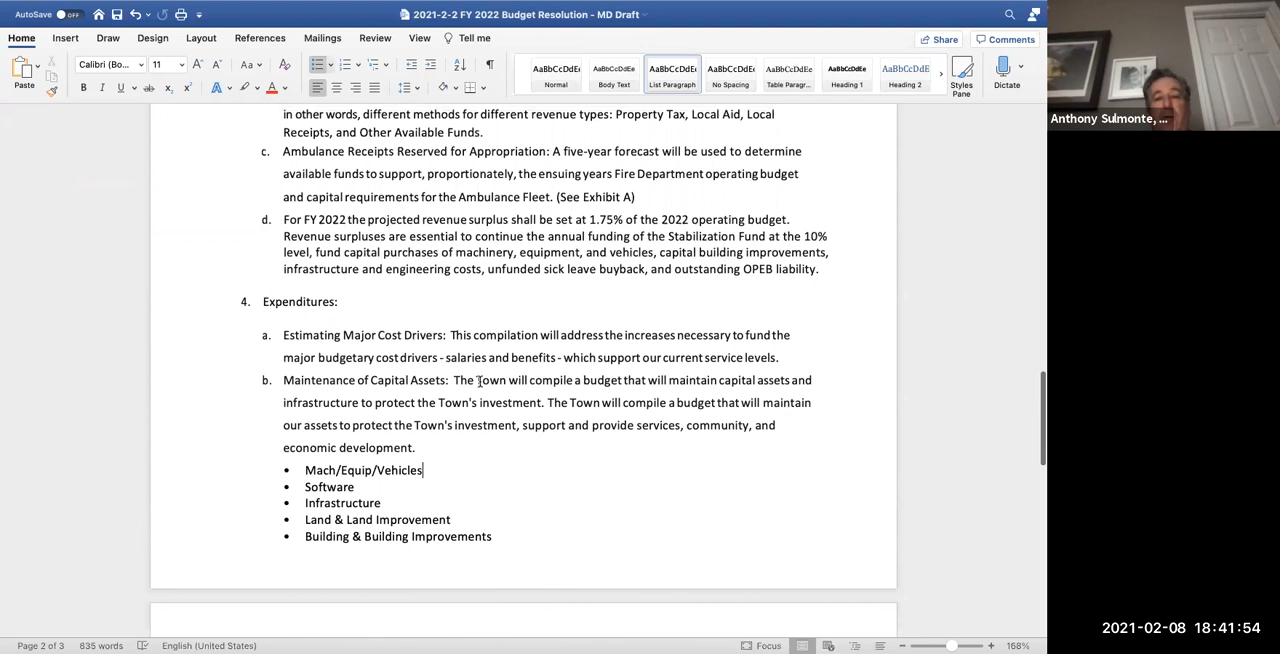 AutoSave OFF
2021-2-2 FY 2022 Budget Resolution - MD Draft
Home Insert Draw Design Layout References Mailings Review View Tell me
Share Comments
Paste
Calibri (Bo... 11
AaBbCcDdEe AaBbCcDdEe AaBbCcDdEe AaBbCcDdEe AaBbCcDdEe AaBbCcDdEe AaBbCcDdE
Normal Body Text List Paragraph No Spacing Table Paragr... Heading 1 Heading 2
Styles Pane
Dictate
in other words, different methods for different revenue types: Property Tax, Local Aid, Local
Receipts, and Other Available Funds.
c. Ambulance Receipts Reserved for Appropriation: A five-year forecast will be used to determine
available funds to support, proportionately, the ensuing years Fire Department operating budget
and capital requirements for the Ambulance Fleet. (See Exhibit A)
d. For FY 2022 the projected revenue surplus shall be set at 1.75% of the 2022 operating budget.
Revenue surpluses are essential to continue the annual funding of the Stabilization Fund at the 10%
level, fund capital purchases of machinery, equipment, and vehicles, capital building improvements,
infrastructure and engineering costs, unfunded sick leave buyback, and outstanding OPEB liability.
4. Expenditures:
a. Estimating Major Cost Drivers: This compilation will address the increases necessary to fund the
major budgetary cost drivers - salaries and benefits - which support our current service levels.
b. Maintenance of Capital Assets: The Town will compile a budget that will maintain capital assets and
infrastructure to protect the Town's investment. The Town will compile a budget that will maintain
our assets to protect the Town's investment, support and provide services, community, and
economic development.
• Mach/Equip/Vehicles
• Software
• Infrastructure
• Land & Land Improvement
• Building & Building Improvements
Page 2 of 3 835 words English (United States)
Focus 168%
Anthony Sulmonte, ...
2021-02-08 18:41:54